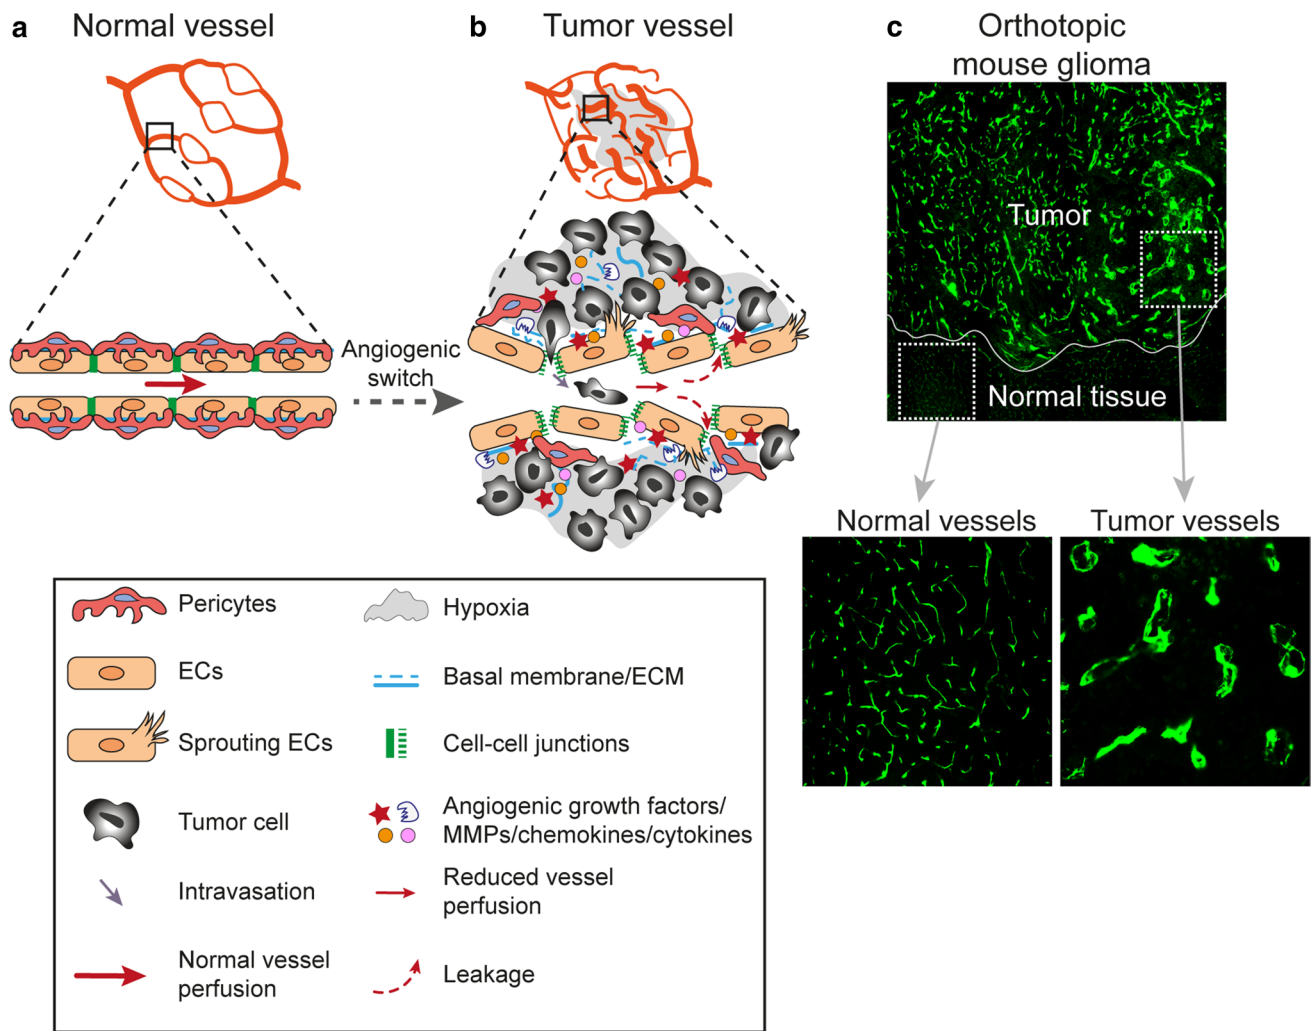 a Normal vessel
b Tumor vessel
c Orthotopic
mouse glioma
Angiogenic
switch
Tumor
Normal tissue
Normal vessels
Tumor vessels
Pericytes
ECs
Sprouting ECs
Tumor cell
Intravasation
Normal vessel
perfusion
Hypoxia
Basal membrane/ECM
Cell-cell junctions
Angiogenic growth factors/
MMPs/chemokines/cytokines
Reduced vessel
perfusion
Leakage